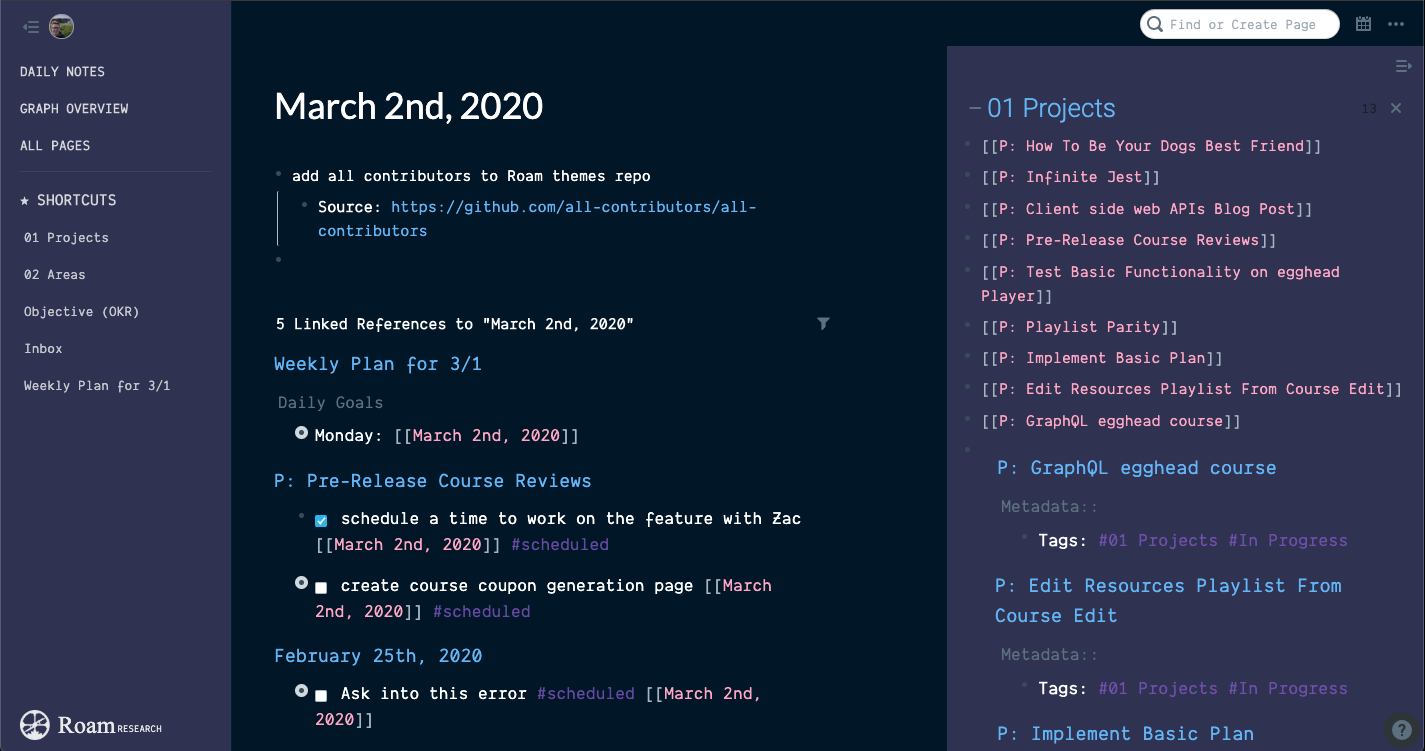 DAILY NOTES
GRAPH OVERVIEW
ALL PAGES
★ SHORTCUTS
01 Projects
02 Areas
Objective (OKR)
Inbox
Weekly Plan for 3/1
Roam RESEARCH
Find or Create Page
March 2nd, 2020
add all contributors to Roam themes repo
Source: https://github.com/all-contributors/all-
contributors
5 Linked References to "March 2nd, 2020"
Weekly Plan for 3/1
Daily Goals
Monday: [[March 2nd, 2020]]
P: Pre-Release Course Reviews
schedule a time to work on the feature with Zac
[[March 2nd, 2020]] #scheduled
create course coupon generation page [[March
2nd, 2020]] #scheduled
February 25th, 2020
Ask into this error #scheduled [[March 2nd,
2020]]
01 Projects
13
[[P: How To Be Your Dogs Best Friend]]
[[P: Infinite Jest]]
[[P: Client side web APIs Blog Post]]
[[P: Pre-Release Course Reviews]]
[[P: Test Basic Functionality on egghead
Player]]
[[P: Playlist Parity]]
[[P: Implement Basic Plan]]
[[P: Edit Resources Playlist From Course Edit]]
[[P: GraphQL egghead course]]
P: GraphQL egghead course
Metadata::
Tags: #01 Projects #In Progress
P: Edit Resources Playlist From
Course Edit
Metadata::
Tags: #01 Projects #In Progress
P: Implement Basic Plan
?